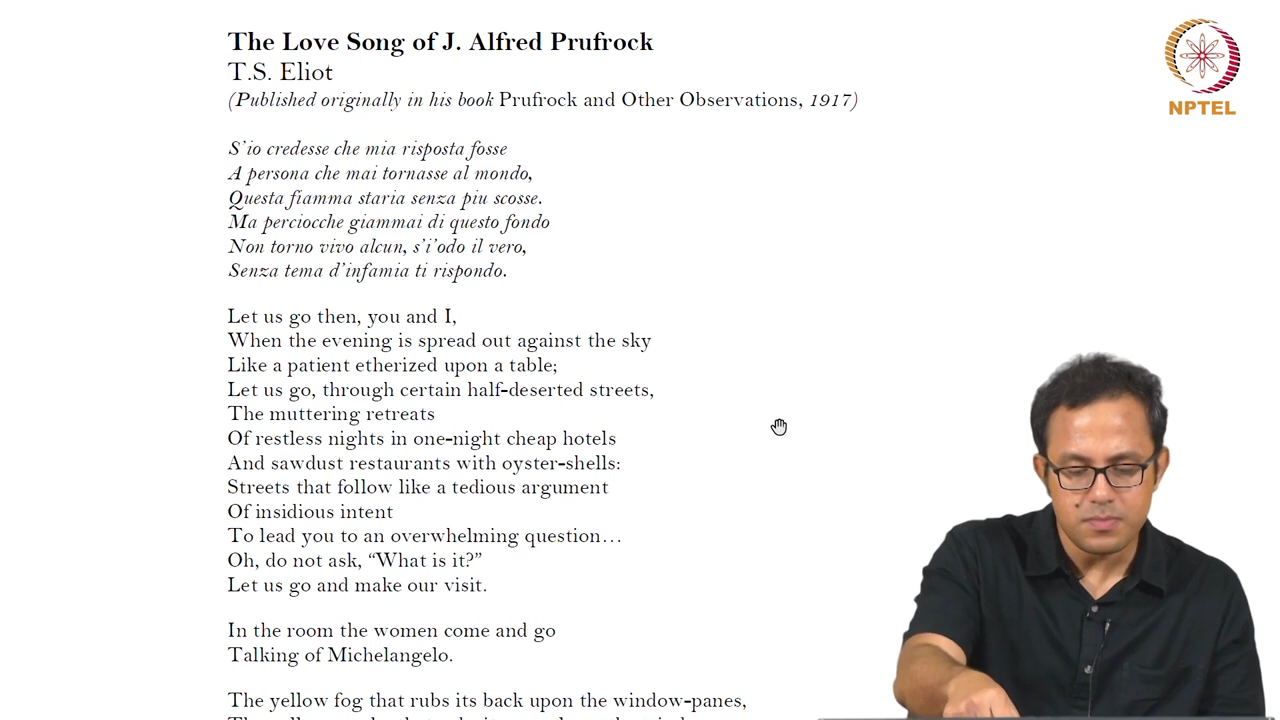 The Love Song of J. Alfred Prufrock
T.S. Eliot
(Published originally in his book Prufrock and Other Observations, 1917)
S'io credesse che mia risposta fosse
A persona che mai tornasse al mondo,
Questa fiamma staria senza piu scosse.
Ma perciocche giammai di questo fondo
Non torno vivo alcun, s'i'odo il vero,
Senza tema d'infamia ti rispondo.
Let us go then, you and I,
When the evening is spread out against the sky
Like a patient etherized upon a table;
Let us go, through certain half-deserted streets,
The muttering retreats
Of restless nights in one-night cheap hotels
And sawdust restaurants with oyster-shells:
Streets that follow like a tedious argument
Of insidious intent
To lead you to an overwhelming question…
Oh, do not ask, “What is it?”
Let us go and make our visit.
In the room the women come and go
Talking of Michelangelo.
The yellow fog that rubs its back upon the window-panes,
NPTEL